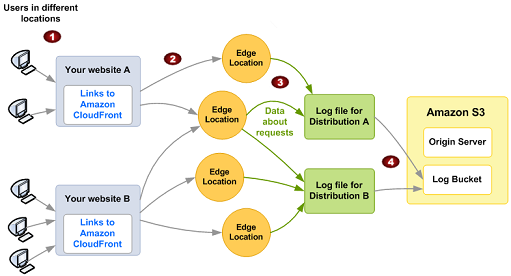 Users in different
locations
1
2
3
4
Your website A
Links to
Amazon
CloudFront
Edge
Location
Edge
Location
Data
about
requests
Log file for
Distribution A
Amazon S3
Origin Server
Log Bucket
Your website B
Links to
Amazon
CloudFront
Edge
Location
Edge
Location
Log file for
Distribution B